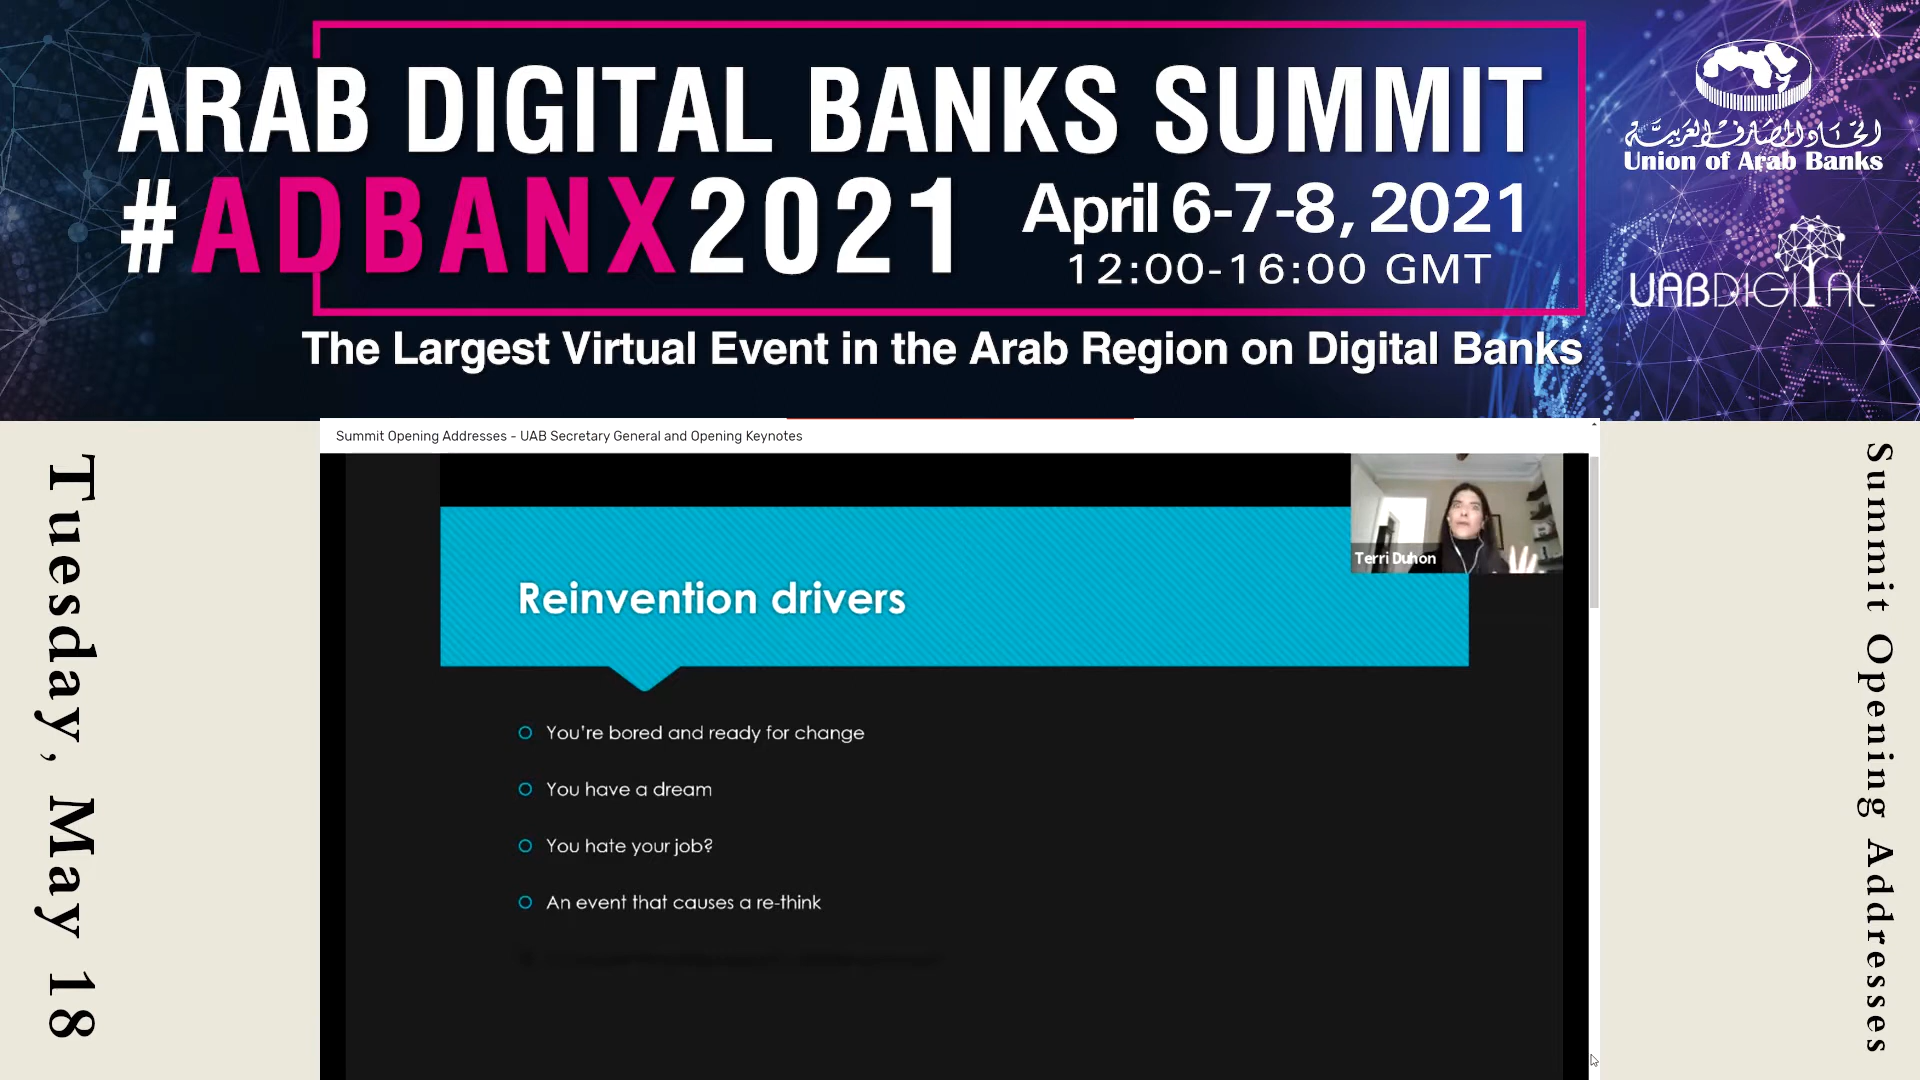 ARAB DIGITAL BANKS SUMMIT
#ADBANX2021
April 6-7-8, 2021
12:00-16:00 GMT
The Largest Virtual Event in the Arab Region on Digital Banks
اتحاد المصارف العربية
Union of Arab Banks
UABDIGITAL
Tuesday, May 18
Summit Opening Addresses - UAB Secretary General and Opening Keynotes
Terri Duhon
Reinvention drivers
You're bored and ready for change
You have a dream
You hate your job?
An event that causes a re-think
Summit Opening Addresses